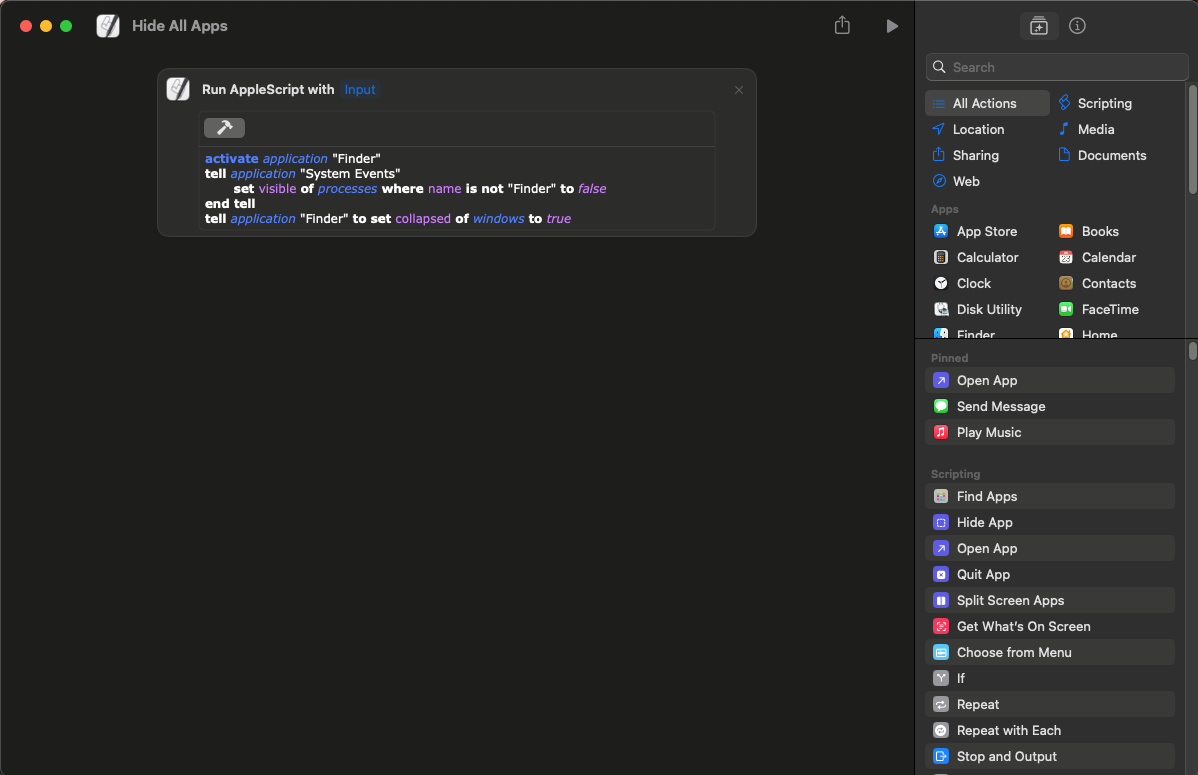 Hide All Apps
Run AppleScript with Input
activate application "Finder"
tell application "System Events"
set visible of processes where name is not "Finder" to false
end tell
tell application "Finder" to set collapsed of windows to true
Search
All Actions
Scripting
Location
Media
Sharing
Documents
Web
Apps
App Store
Books
Calculator
Calendar
Clock
Contacts
Disk Utility
FaceTime
Finder
Home
Pinned
Open App
Send Message
Play Music
Scripting
Find Apps
Hide App
Open App
Quit App
Split Screen Apps
Get What's On Screen
Choose from Menu
If
Repeat
Repeat with Each
Stop and Output